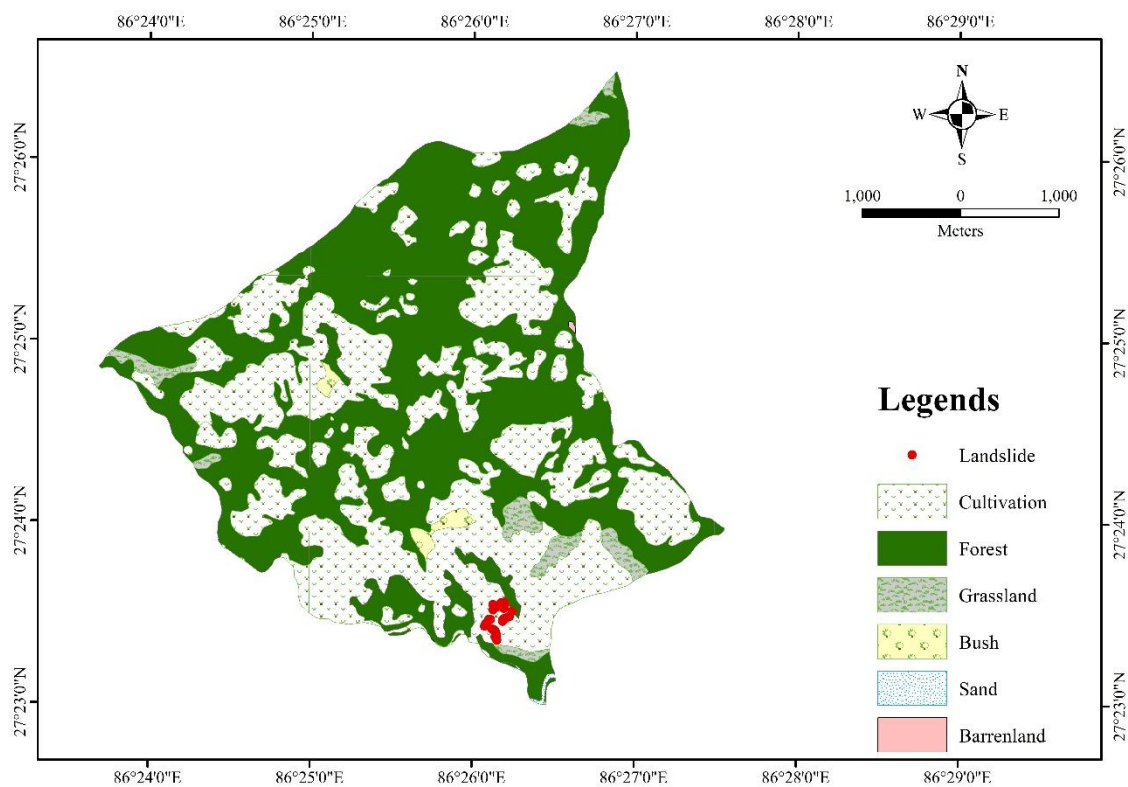 86°24'0"E 86°25'0"E 86°26'0"E 86°27'0"E 86°28'0"E 86°29'0"E
N
W E
S
27°26'0"N 27°26'0"N
1,000 0 1,000
Meters
27°25'0"N 27°25'0"N
Legends
Landslide
Cultivation
27°24'0"N 27°24'0"N
Forest
Grassland
Bush
Sand
27°23'0"N 27°23'0"N
Barrenland
86°24'0"E 86°25'0"E 86°26'0"E 86°27'0"E 86°28'0"E 86°29'0"E